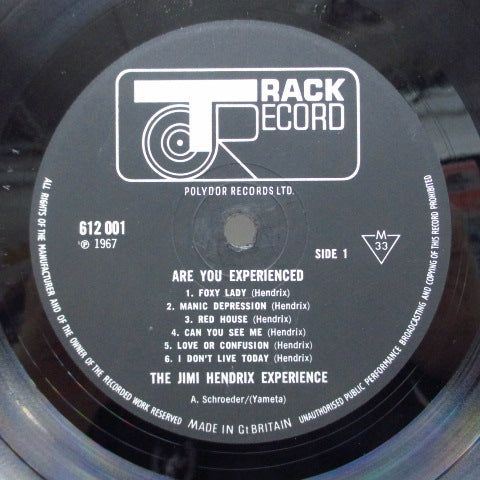 TRACK
RECORD
POLYDOR RECORDS LTD.
612 001
℗ 1967
SIDE 1
M
33
ARE YOU EXPERIENCED
1. FOXY LADY (Hendrix)
2. MANIC DEPRESSION (Hendrix)
3. RED HOUSE (Hendrix)
4. CAN YOU SEE ME (Hendrix)
5. LOVE OR CONFUSION (Hendrix)
6. I DON'T LIVE TODAY (Hendrix)
THE JIMI HENDRIX EXPERIENCE
A. Schroeder/(Yameta)
ALL RIGHTS OF THE MANUFACTURER AND OF THE OWNER OF THE RECORDED WORK RESERVED
MADE IN Gt BRITAIN
UNAUTHORISED PUBLIC PERFORMANCE BROADCASTING AND COPYING OF THIS RECORD PROHIBITED